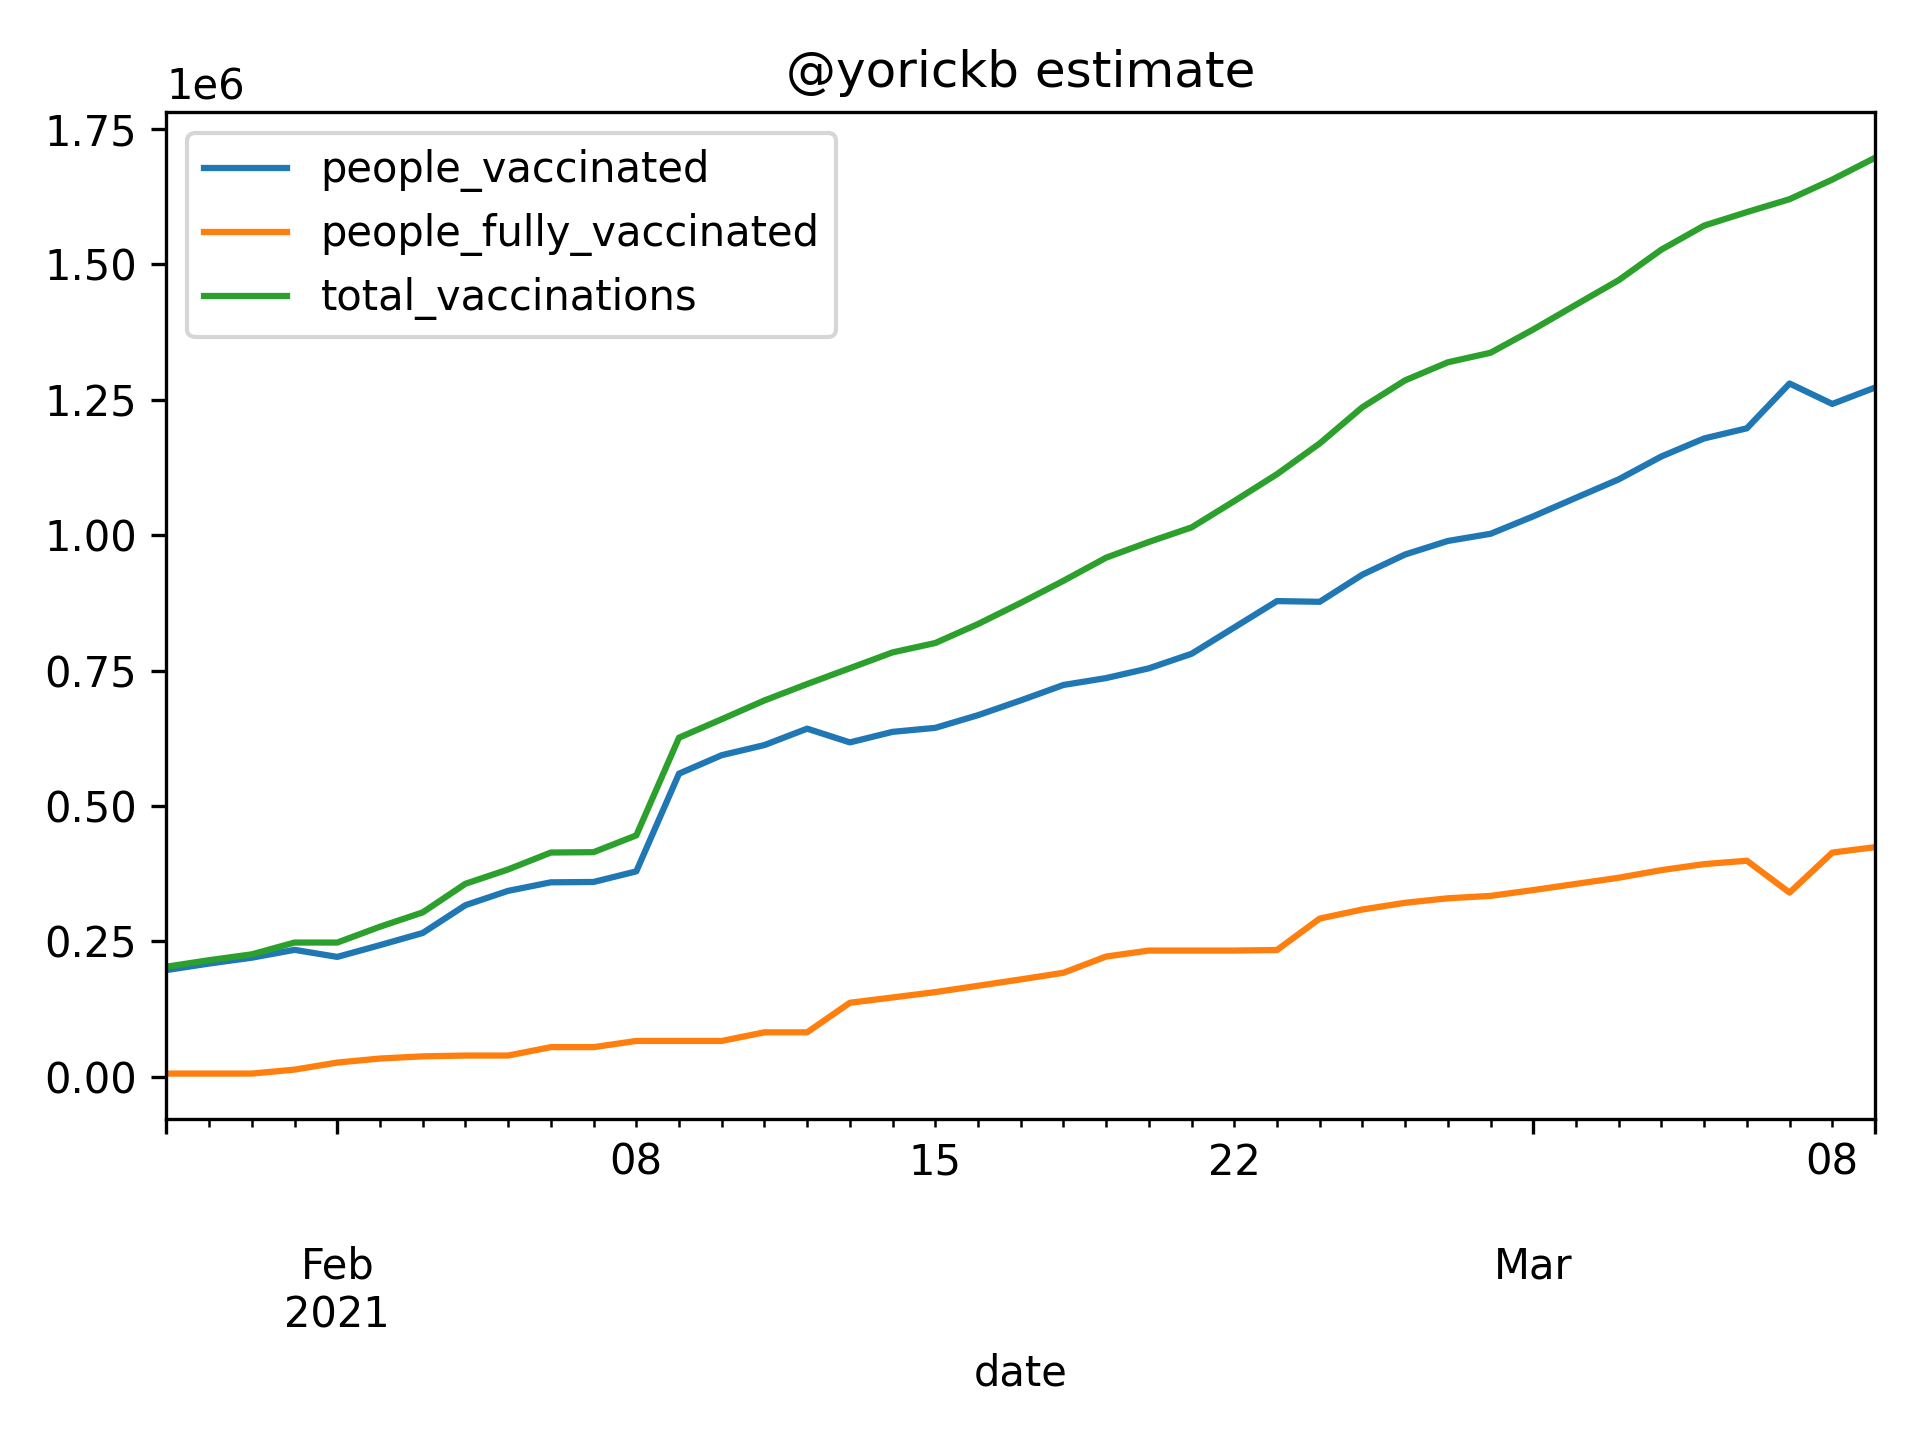 @yorickb estimate
1e6
1.75
1.50
1.25
1.00
0.75
0.50
0.25
0.00
people_vaccinated
people_fully_vaccinated
total_vaccinations
08 15 22 08
Feb Mar
2021
date